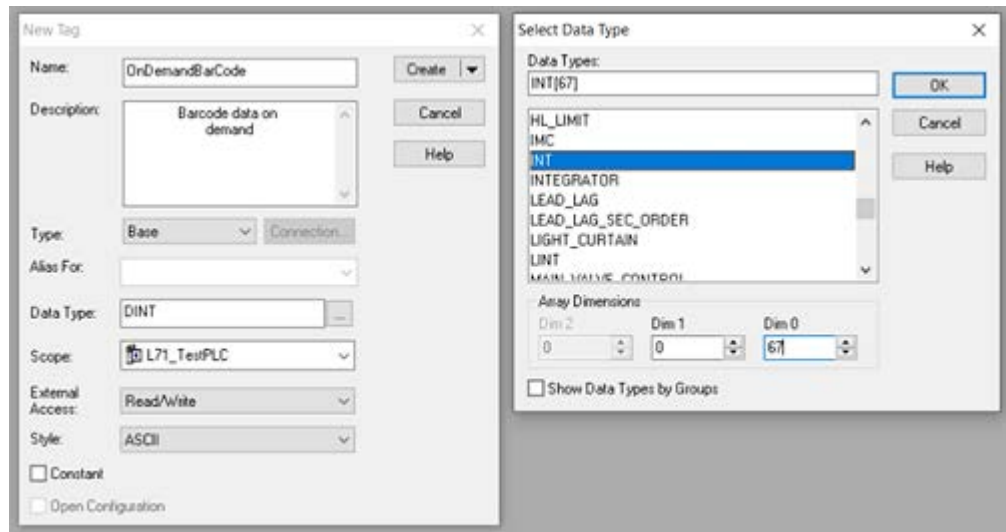 New Tag
Name:
OnDemandBarCode
Create
Description:
Barcode data on
demand
Cancel
Help
Type:
Base
Connection...
Alias For:
Data Type:
DINT
...
Scope:
L71_TestPLC
External
Access:
Read/Write
Style:
ASCII
Constant
Open Configuration
Select Data Type
Data Types:
INT[67]
OK
HL_LIMIT
Cancel
IMC
INT
INTEGRATOR
Help
LEAD_LAG
LEAD_LAG_SEC_ORDER
LIGHT_CURTAIN
LINT
MAIN_VALVE_CONTROL
Array Dimensions
Dim 2
Dim 1
Dim 0
0
0
67
Show Data Types by Groups